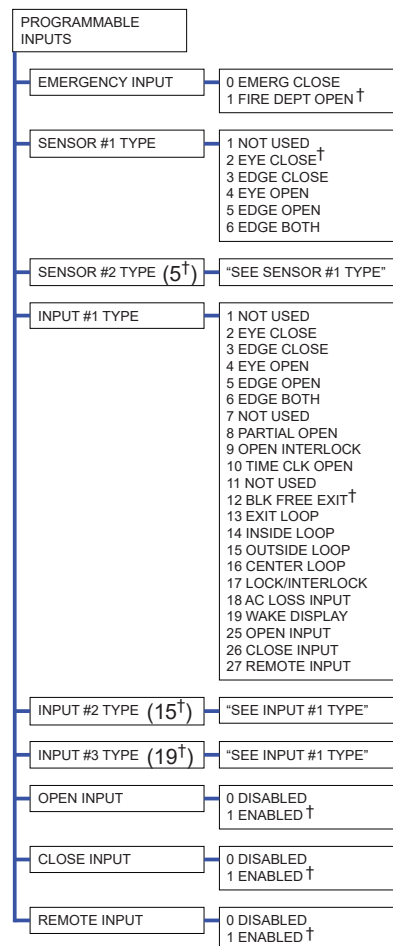 PROGRAMMABLE
INPUTS
EMERGENCY INPUT
0 EMERG CLOSE
1 FIRE DEPT OPEN†
SENSOR #1 TYPE
1 NOT USED
2 EYE CLOSE†
3 EDGE CLOSE
4 EYE OPEN
5 EDGE OPEN
6 EDGE BOTH
SENSOR #2 TYPE (5†)
“SEE SENSOR #1 TYPE”
INPUT #1 TYPE
1 NOT USED
2 EYE CLOSE
3 EDGE CLOSE
4 EYE OPEN
5 EDGE OPEN
6 EDGE BOTH
7 NOT USED
8 PARTIAL OPEN
9 OPEN INTERLOCK
10 TIME CLK OPEN
11 NOT USED
12 BLK FREE EXIT†
13 EXIT LOOP
14 INSIDE LOOP
15 OUTSIDE LOOP
16 CENTER LOOP
17 LOCK/INTERLOCK
18 AC LOSS INPUT
19 WAKE DISPLAY
25 OPEN INPUT
26 CLOSE INPUT
27 REMOTE INPUT
INPUT #2 TYPE (15†)
“SEE INPUT #1 TYPE”
INPUT #3 TYPE (19†)
“SEE INPUT #1 TYPE”
OPEN INPUT
0 DISABLED
1 ENABLED†
CLOSE INPUT
0 DISABLED
1 ENABLED†
REMOTE INPUT
0 DISABLED
1 ENABLED†